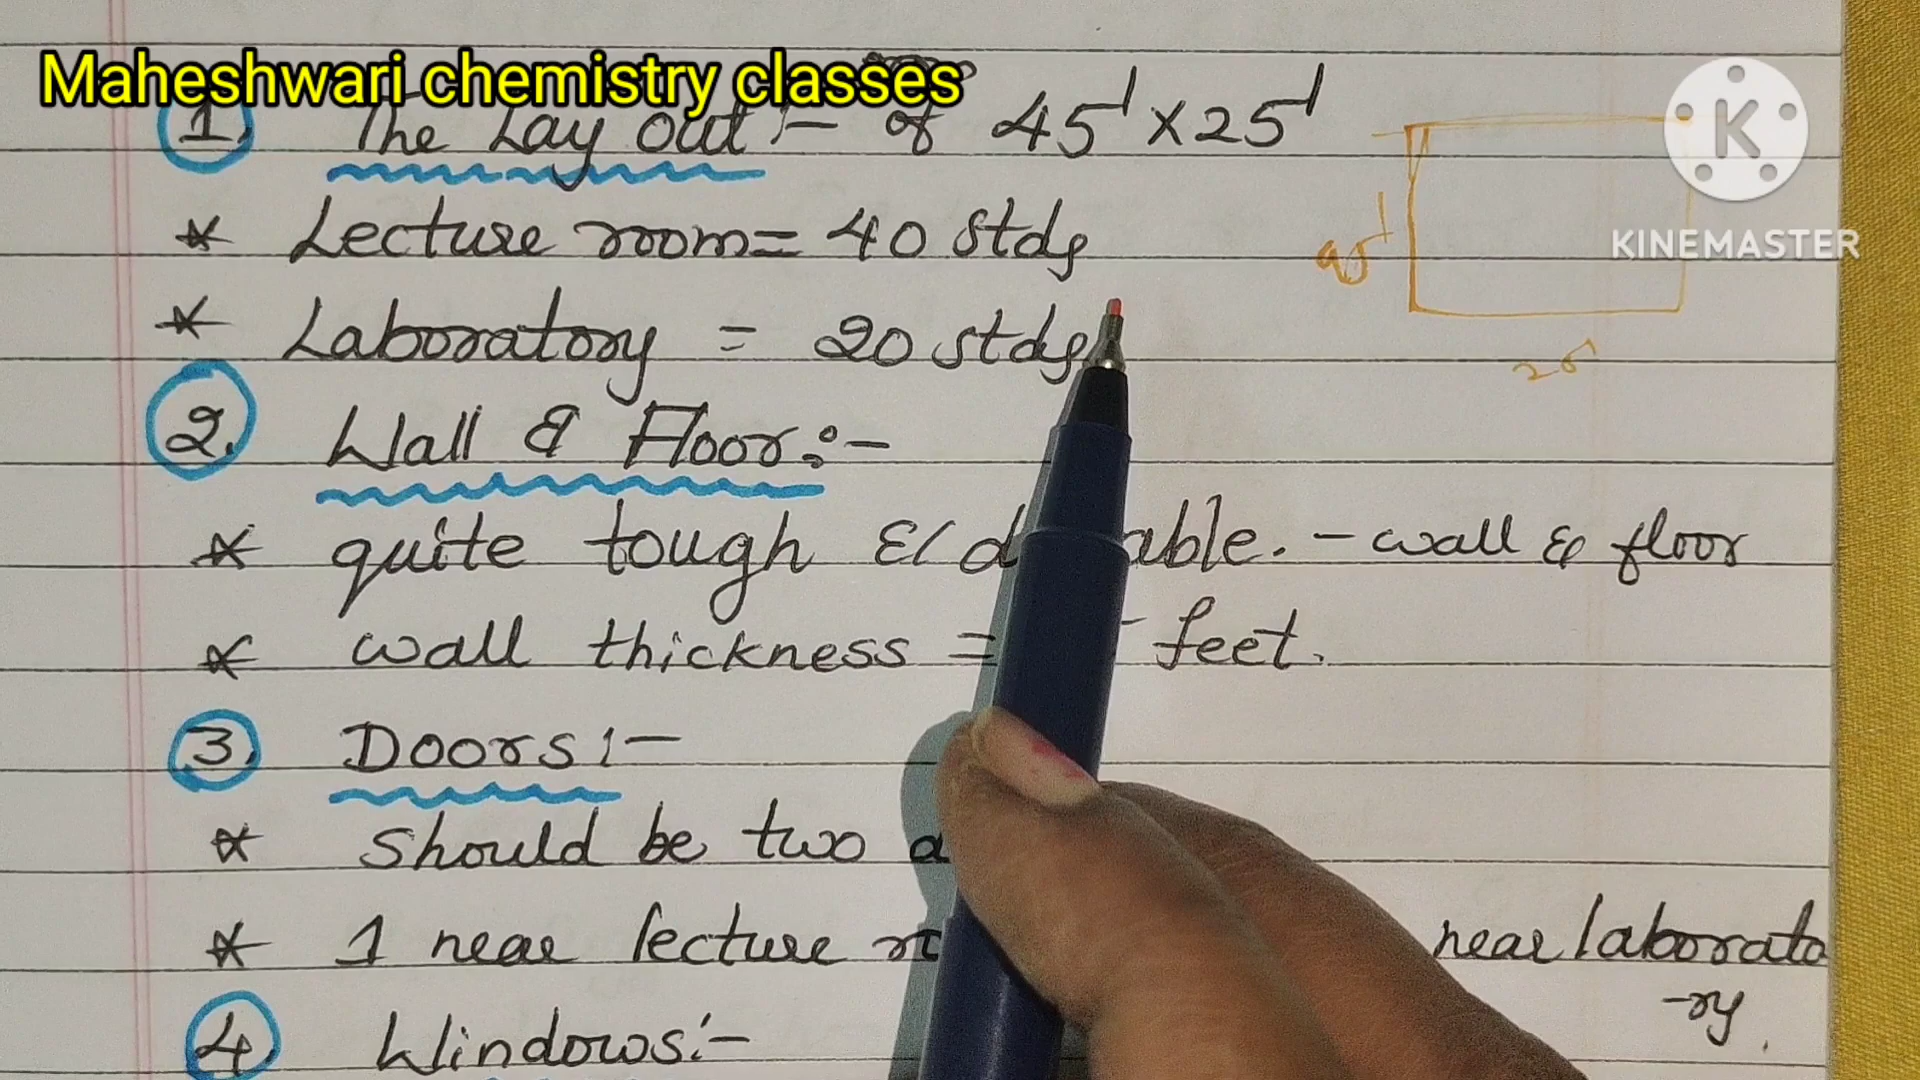 Maheshwari chemistry classes
1. The Lay out :- of 45' x 25'
* Lecture room = 40 Stds
* Laboratory = 20 stds
45'
25
K
KINEMASTER
2. Wall & Floor :-
* quite tough & able. - wall & floor
* wall thickness = feet.
3. Doors :-
* should be two
* 1 near lecture near laborato
-ry.
4. Windows :-